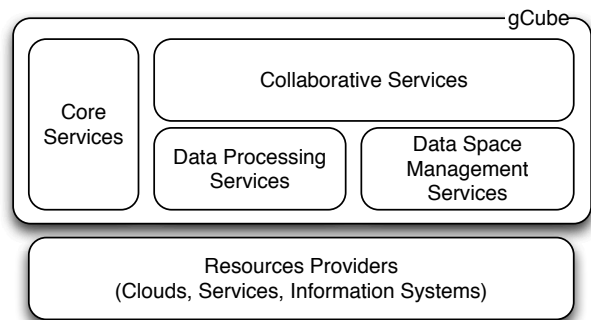 gCube
Core
Services
Collaborative Services
Data Processing
Services
Data Space
Management
Services
Resources Providers
(Clouds, Services, Information Systems)